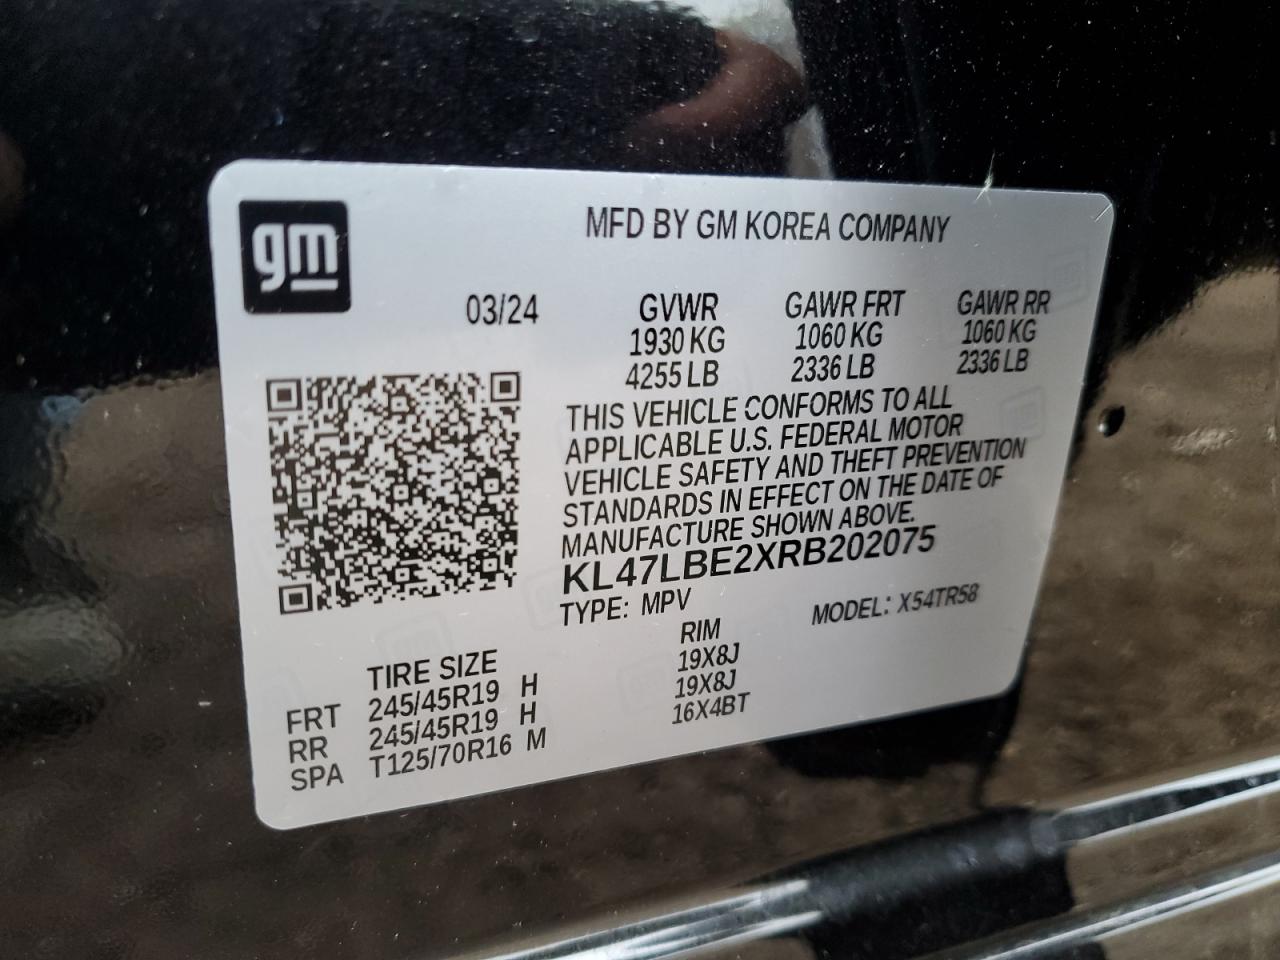 gm
MFD BY GM KOREA COMPANY
03/24 GVWR GAWR FRT GAWR RR
1930 KG 1060 KG 1060 KG
4255 LB 2336 LB 2336 LB
THIS VEHICLE CONFORMS TO ALL
APPLICABLE U.S. FEDERAL MOTOR
VEHICLE SAFETY AND THEFT PREVENTION
STANDARDS IN EFFECT ON THE DATE OF
MANUFACTURE SHOWN ABOVE.
KL47LBE2XRB202075
TYPE: MPV MODEL: X54TR58
TIRE SIZE RIM
FRT 245/45R19 H 19X8J
RR 245/45R19 H 19X8J
SPA T125/70R16 M 16X4BT